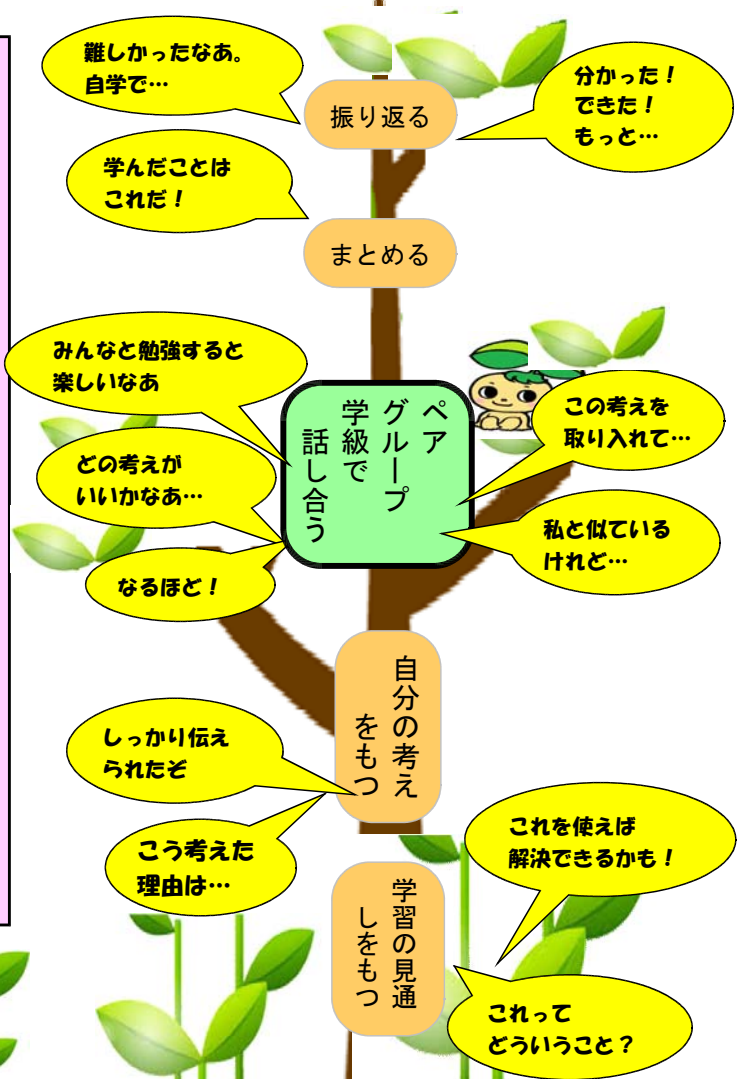 難しかったなあ。
自学で…
分かった！
できた！
もっと…
振り返る
学んだことは
これだ！
まとめる
みんなと勉強すると
楽しいなあ
ペア
グループ
学級で
話し合う
この考えを
取り入れて…
どの考えが
いいかなあ…
私と似ている
けれど…
なるほど！
自分の考え
をもつ
しっかり伝え
られたぞ
こう考えた
理由は…
これを使えば
解決できるかも！
学習の見通
しをもつ
これって
どういうこと？